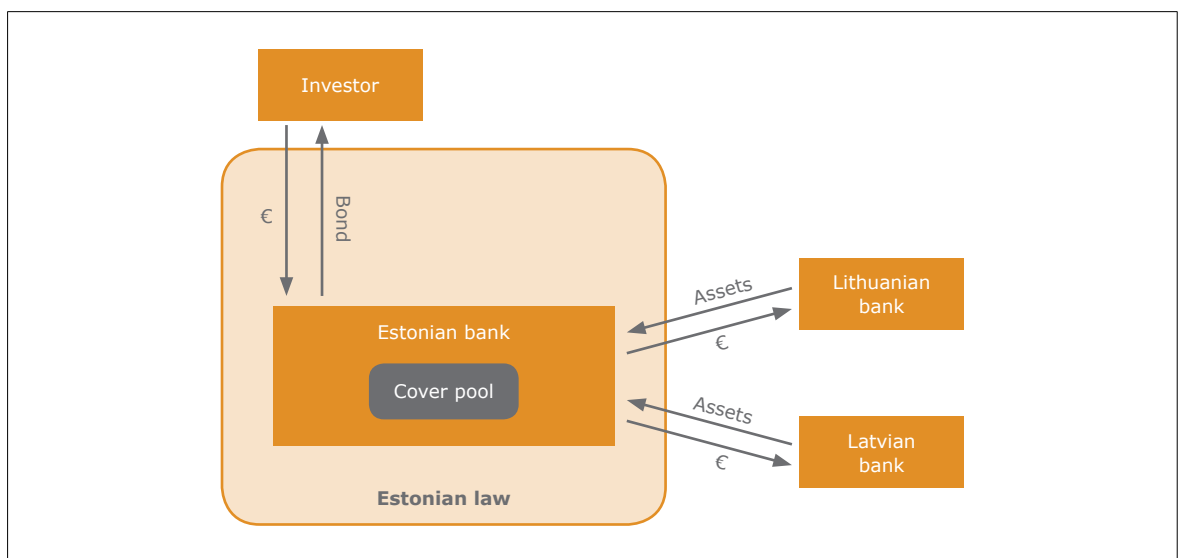 Investor
€
Bond
Estonian bank
Cover pool
Estonian law
Assets
€
Lithuanian
bank
Assets
€
Latvian
bank